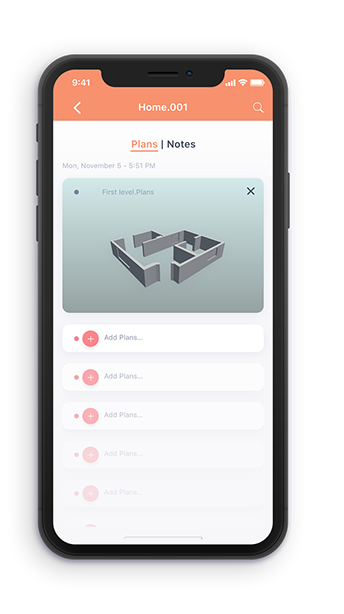 9:41
Home.001
Plans | Notes
Mon, November 5 - 5:51 PM
First level.Plans
Add Plans...
Add Plans...
Add Plans...
Add Plans...
Add Plans...